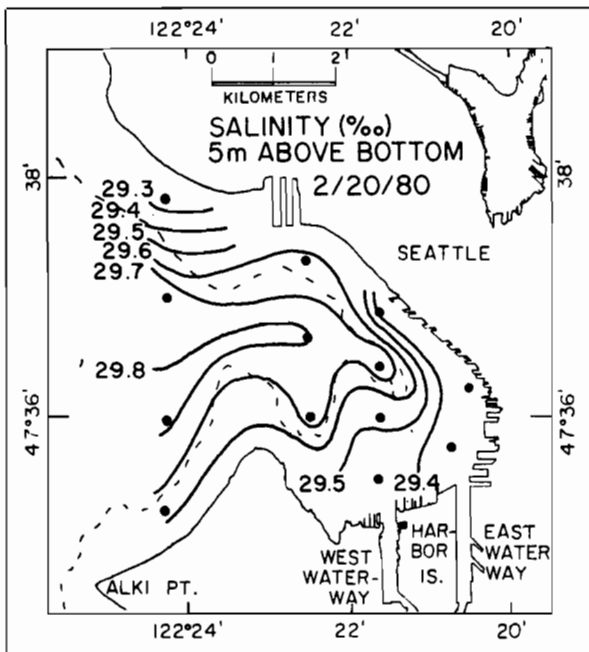 122°24' 22' 20'
0 1 2
KILOMETERS
SALINITY (‰)
5m ABOVE BOTTOM
2/20/80
38' 38'
29.3
29.4
29.5
29.6
29.7
SEATTLE
29.8
47°36' 47°36'
29.5 29.4
WEST
WATER-
WAY
HAR-
BOR
IS.
EAST
WATER
WAY
ALKI PT.
122°24' 22' 20'